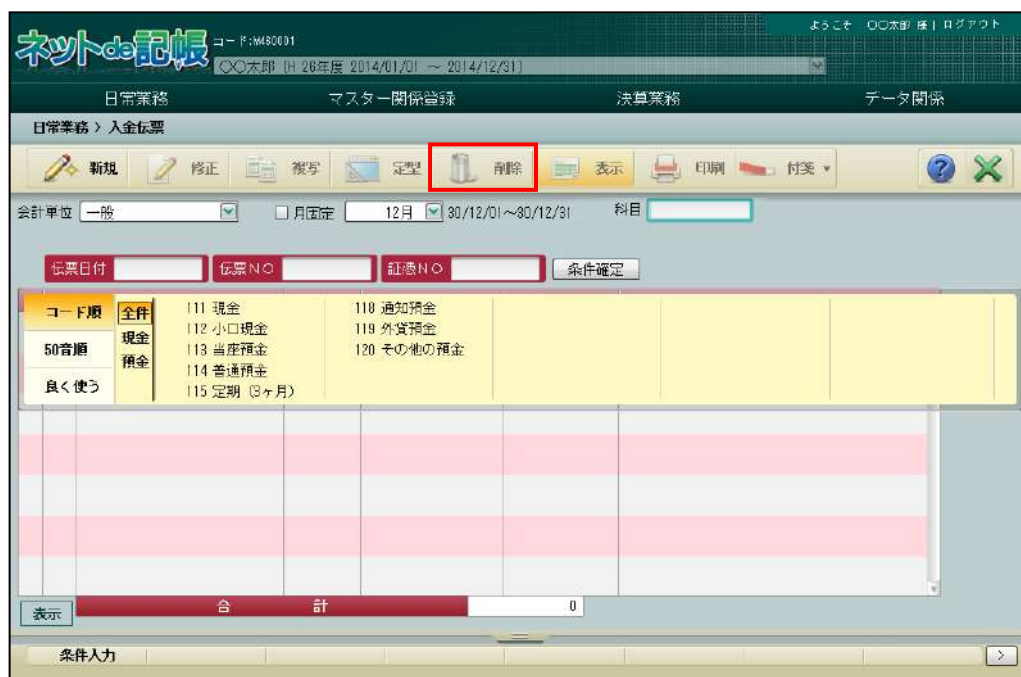 ようこそ 〇〇太郎 様 | ログアウト
ネットde記帳 コード:M480001
〇〇太郎 (H 26年度 2014/01/01 ～ 2014/12/31)
日常業務 マスター関係登録 決算業務 データ関係
日常業務 > 入金伝票
新規 修正 複写 定型 削除 表示 印刷 付箋 ?
会計単位 一般 月固定 12月 30/12/01～30/12/31 科目
伝票日付 伝票NO 証憑NO 条件確定
コード順 全件 111 現金 118 通知預金
現金 112 小口現金 119 外貨預金
50音順 預金 113 当座預金 120 その他の預金
114 普通預金
良く使う 115 定期 (3ヶ月)
表示 合 計 0
条件入力 >